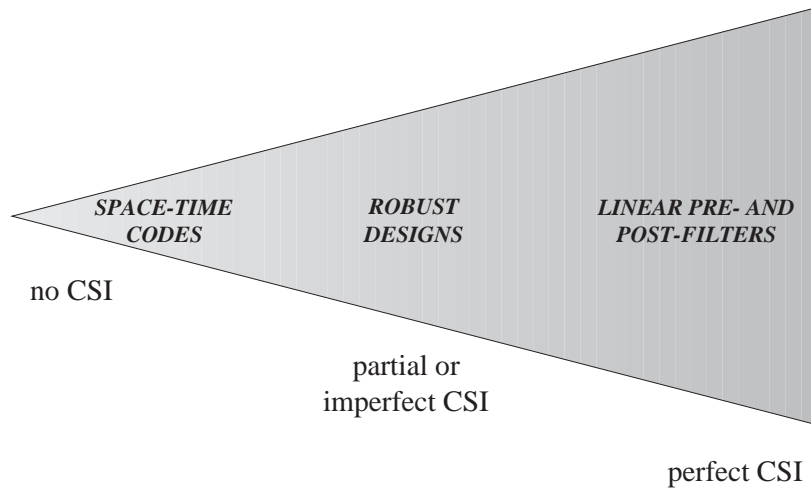 SPACE-TIME
CODES
ROBUST
DESIGNS
LINEAR PRE- AND
POST-FILTERS
no CSI
partial or
imperfect CSI
perfect CSI